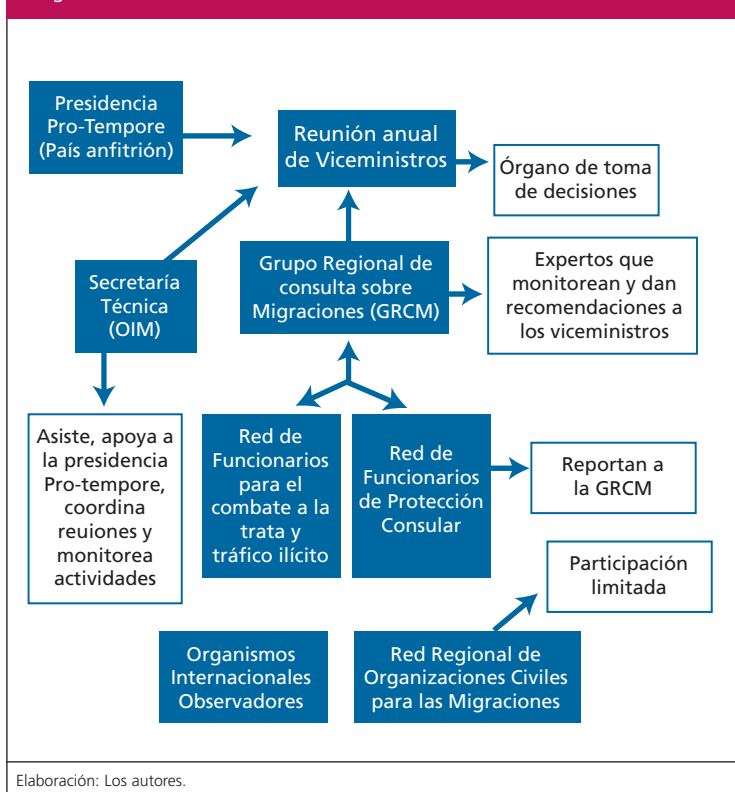 Presidencia
Pro-Tempore
(País anfitrión)
Reunión anual
de Viceministros
Órgano de toma
de decisiones
Secretaría
Técnica
(OIM)
Grupo Regional de
consulta sobre
Migraciones (GRCM)
Expertos que
monitorean y dan
recomendaciones a
los viceministros
Asiste, apoya a
la presidencia
Pro-tempore,
coordina
reuiones y
monitorea
actividades
Red de
Funcionarios
para el
combate a la
trata y
tráfico ilícito
Red de
Funcionarios
de Protección
Consular
Reportan a
la GRCM
Participación
limitada
Organismos
Internacionales
Observadores
Red Regional de
Organizaciones Civiles
para las Migraciones
Elaboración: Los autores.